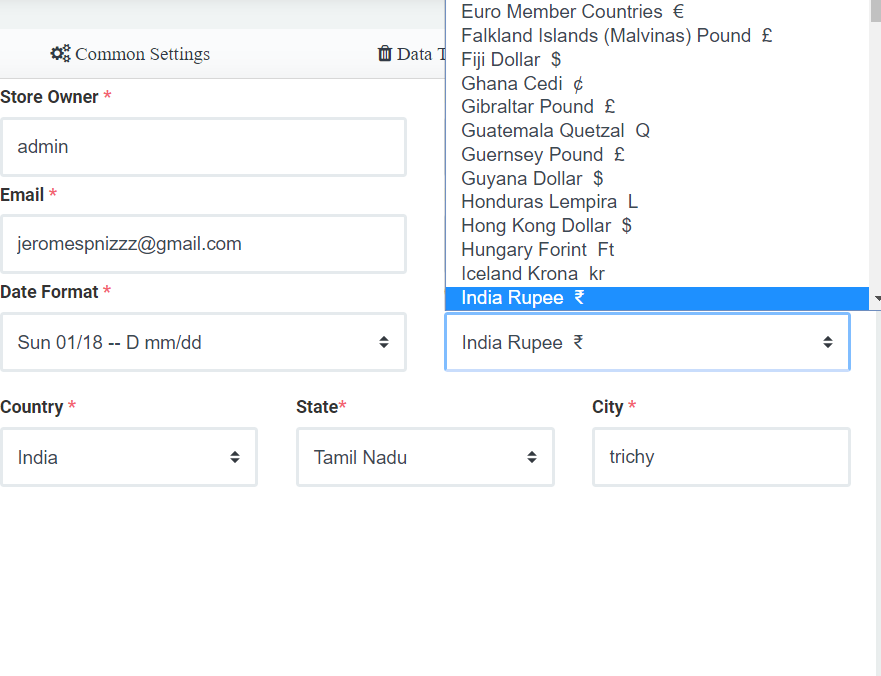 Common Settings
Data T
Store Owner *
admin
Email *
jeromespnizzz@gmail.com
Date Format *
Sun 01/18 -- D mm/dd
Euro Member Countries €
Falkland Islands (Malvinas) Pound £
Fiji Dollar $
Ghana Cedi ¢
Gibraltar Pound £
Guatemala Quetzal Q
Guernsey Pound £
Guyana Dollar $
Honduras Lempira L
Hong Kong Dollar $
Hungary Forint Ft
Iceland Krona kr
India Rupee ₹
India Rupee ₹
Country *
State*
City *
India
Tamil Nadu
trichy